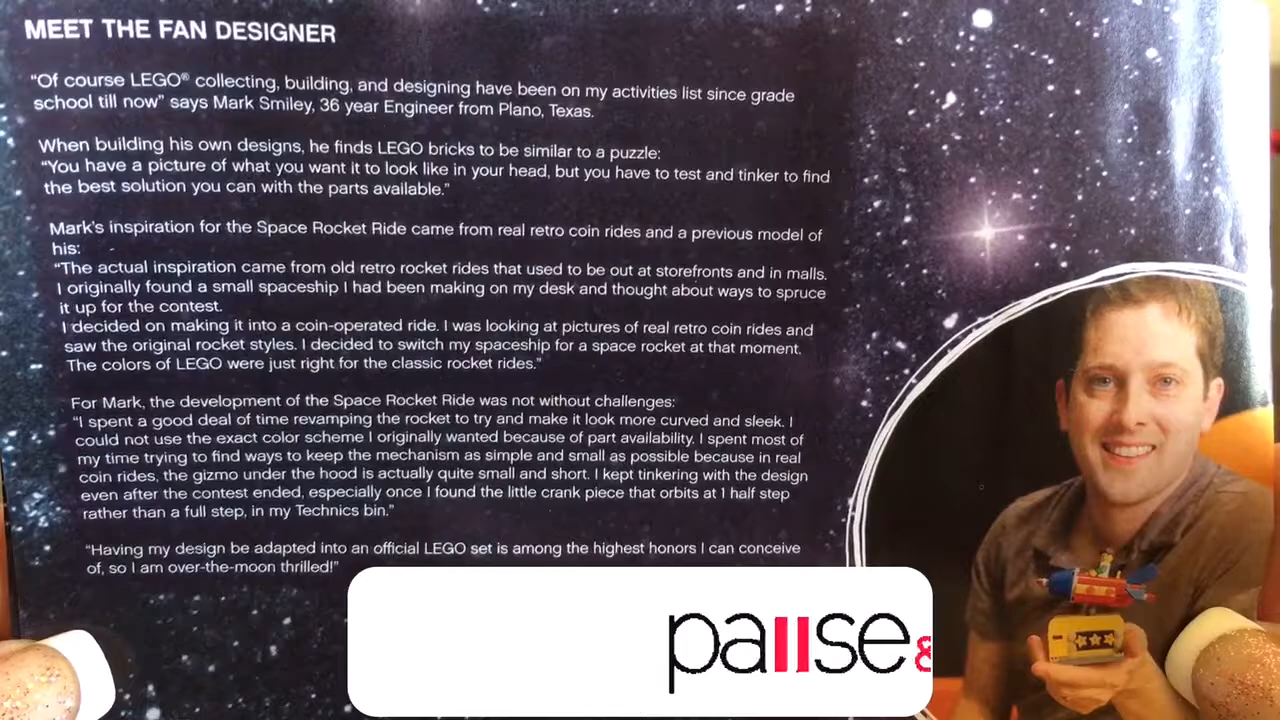 MEET THE FAN DESIGNER
"Of course LEGO® collecting, building, and designing have been on my activities list since grade
school till now" says Mark Smiley, 36 year Engineer from Plano, Texas.
When building his own designs, he finds LEGO bricks to be similar to a puzzle:
"You have a picture of what you want it to look like in your head, but you have to test and tinker to find
the best solution you can with the parts available."
Mark's inspiration for the Space Rocket Ride came from real retro coin rides and a previous model of
his:
"The actual inspiration came from old retro rocket rides that used to be out at storefronts and in malls.
I originally found a small spaceship I had been making on my desk and thought about ways to spruce
it up for the contest.
I decided on making it into a coin-operated ride. I was looking at pictures of real retro coin rides and
saw the original rocket styles. I decided to switch my spaceship for a space rocket at that moment.
The colors of LEGO were just right for the classic rocket rides."
For Mark, the development of the Space Rocket Ride was not without challenges:
"I spent a good deal of time revamping the rocket to try and make it look more curved and sleek. I
could not use the exact color scheme I originally wanted because of part availability. I spent most of
my time trying to find ways to keep the mechanism as simple and small as possible because in real
coin rides, the gizmo under the hood is actually quite small and short. I kept tinkering with the design
even after the contest ended, especially once I found the little crank piece that orbits at 1 half step
rather than a full step, in my Technics bin."
"Having my design be adapted into an official LEGO set is among the highest honors I can conceive
of, so I am over-the-moon thrilled!"
pause &